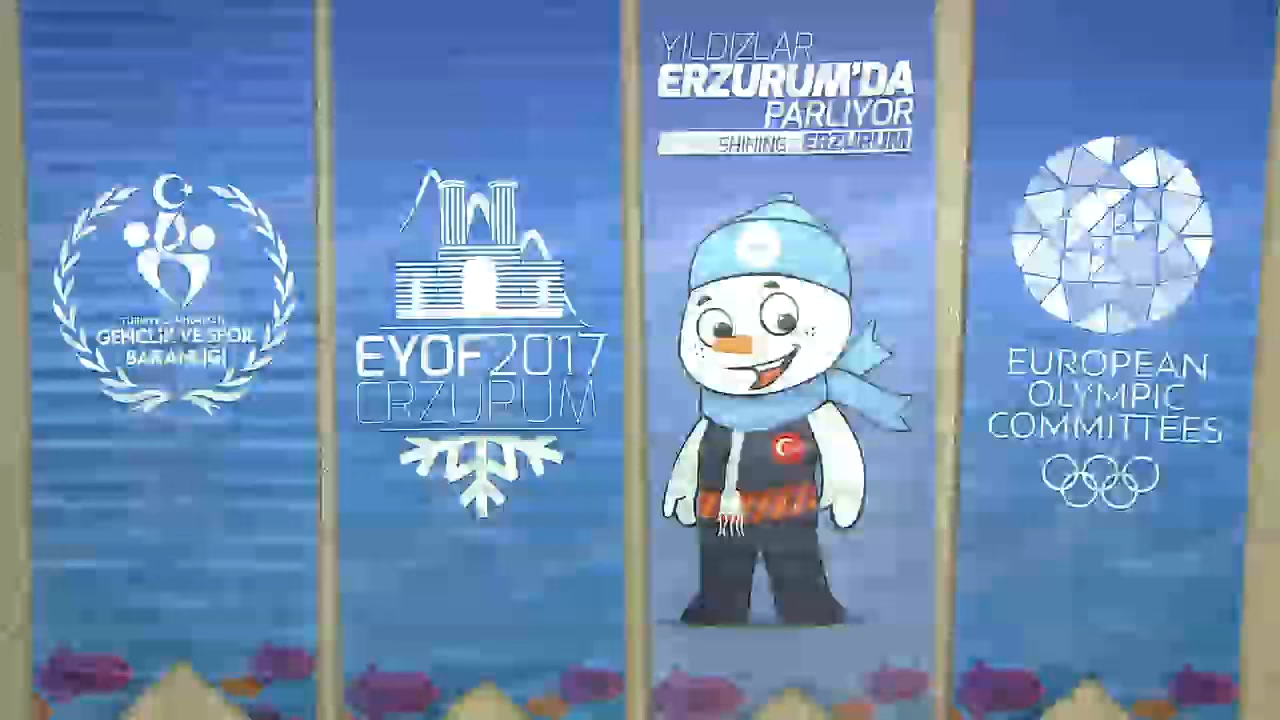 GENÇLİK VE SPOR
BAKANLIĞI
EYOF2017
ERZURUM
YILDIZLAR
ERZURUM'DA
PARLIYOR
SHINING ERZURUM
EUROPEAN
OLYMPIC
COMMITTEES